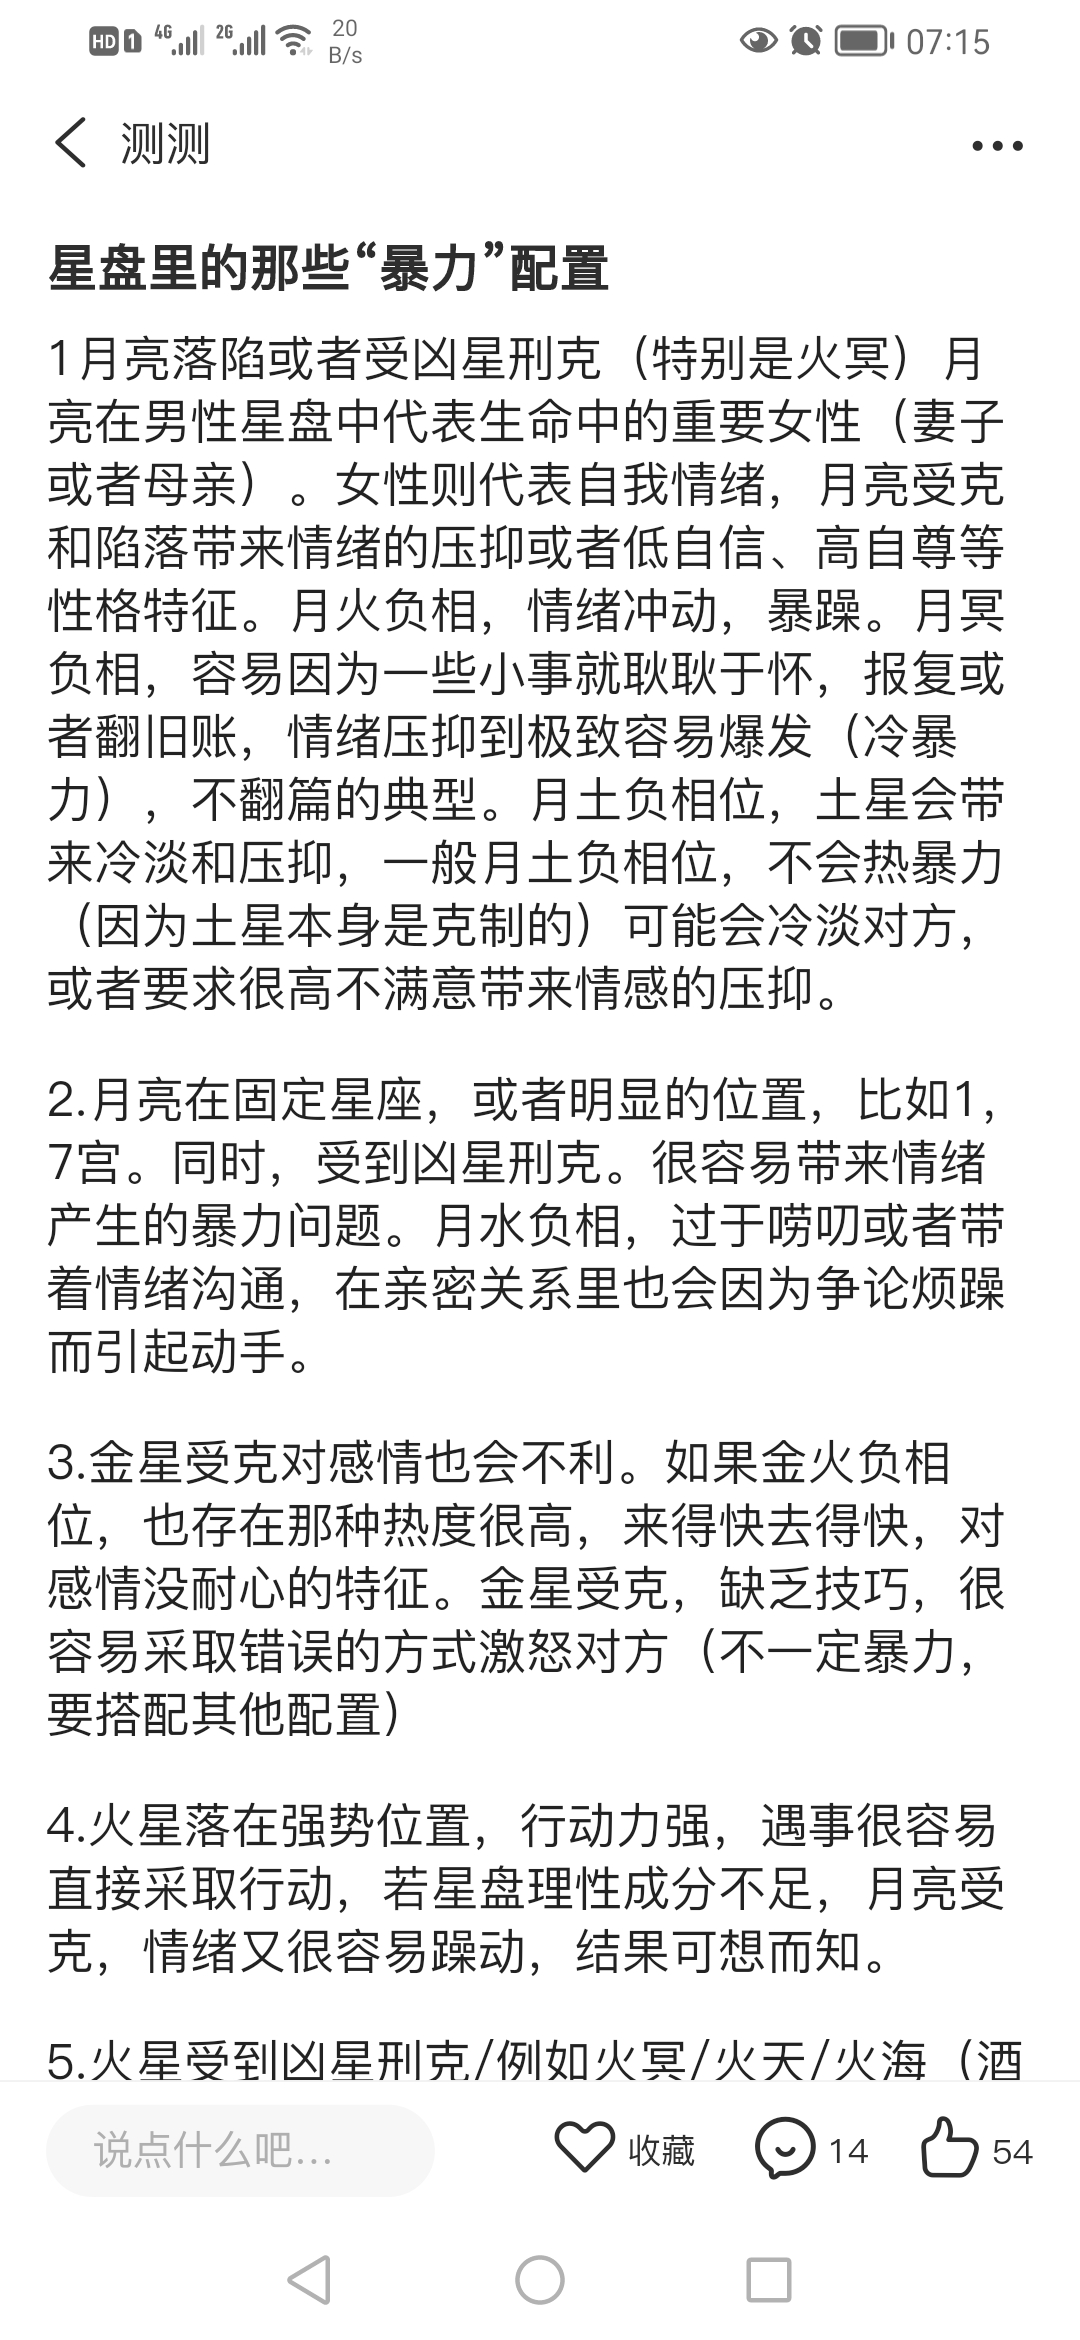 HD 1 4G 2G 20 B/s 07:15
测测
星盘里的那些“暴力”配置
1月亮落陷或者受凶星刑克（特别是火冥）月
亮在男性星盘中代表生命中的重要女性（妻子
或者母亲）。女性则代表自我情绪，月亮受克
和陷落带来情绪的压抑或者低自信、高自尊等
性格特征。月火负相，情绪冲动，暴躁。月冥
负相，容易因为一些小事就耿耿于怀，报复或
者翻旧账，情绪压抑到极致容易爆发（冷暴
力），不翻篇的典型。月土负相位，土星会带
来冷淡和压抑，一般月土负相位，不会热暴力
（因为土星本身是克制的）可能会冷淡对方，
或者要求很高不满意带来情感的压抑。
2.月亮在固定星座，或者明显的位置，比如1，
7宫。同时，受到凶星刑克。很容易带来情绪
产生的暴力问题。月水负相，过于唠叨或者带
着情绪沟通，在亲密关系里也会因为争论烦躁
而引起动手。
3.金星受克对感情也会不利。如果金火负相
位，也存在那种热度很高，来得快去得快，对
感情没耐心的特征。金星受克，缺乏技巧，很
容易采取错误的方式激怒对方（不一定暴力，
要搭配其他配置）
4.火星落在强势位置，行动力强，遇事很容易
直接采取行动，若星盘理性成分不足，月亮受
克，情绪又很容易躁动，结果可想而知。
5.火星受到凶星刑克/例如火冥/火天/火海（酒
说点什么吧... 收藏 14 54